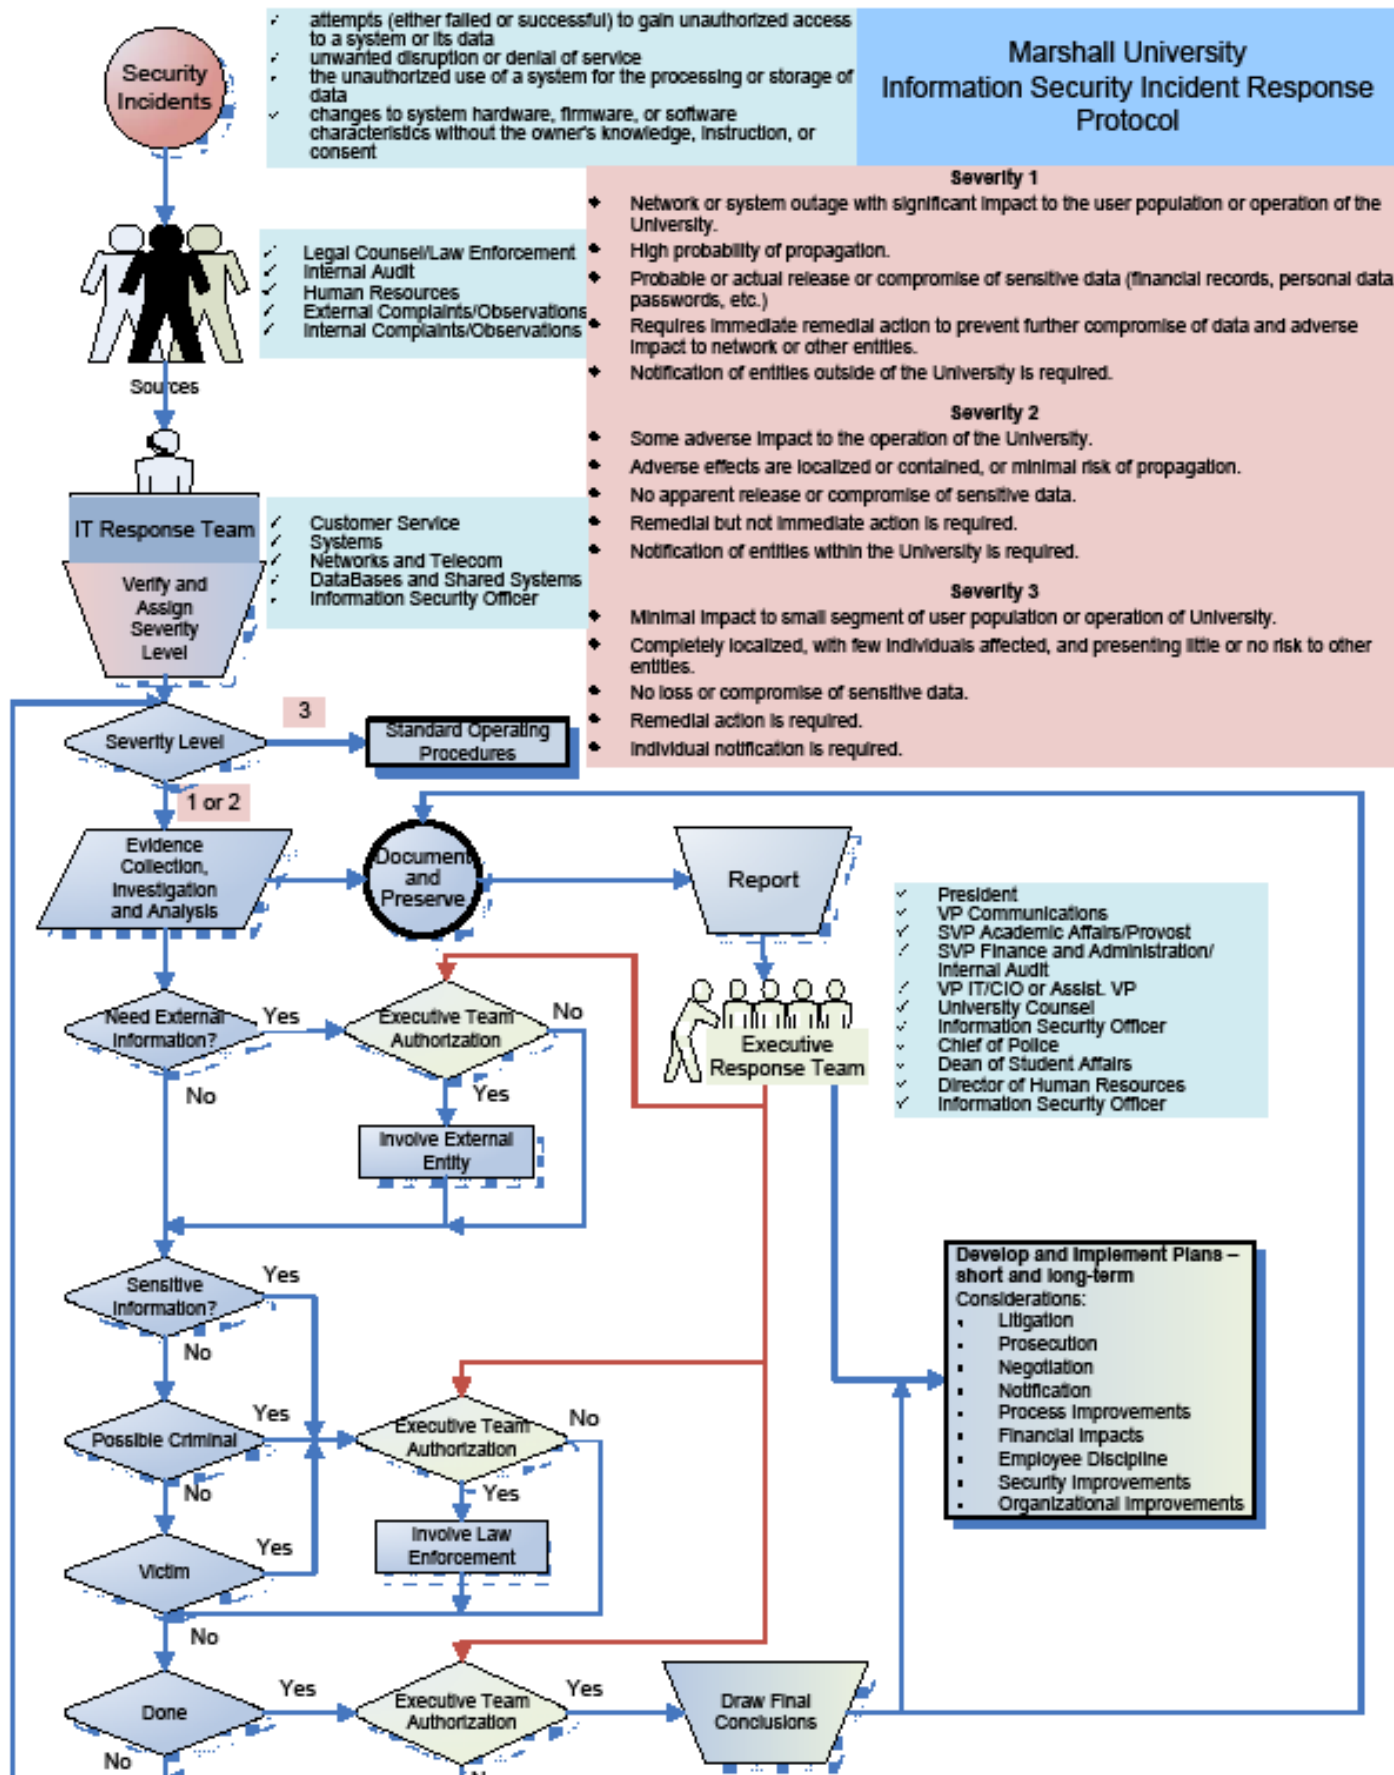 Security
Incidents
attempts (either failed or successful) to gain unauthorized access
to a system or its data
unwanted disruption or denial of service
the unauthorized use of a system for the processing or storage of
data
changes to system hardware, firmware, or software
characteristics without the owner's knowledge, instruction, or
consent
Marshall University
Information Security Incident Response
Protocol
Legal Counsel/Law Enforcement
Internal Audit
Human Resources
External Complaints/Observations
Internal Complaints/Observations
Sources
Severity 1
Network or system outage with significant impact to the user population or operation of the
University.
High probability of propagation.
Probable or actual release or compromise of sensitive data (financial records, personal data
passwords, etc.)
Requires immediate remedial action to prevent further compromise of data and adverse
impact to network or other entities.
Notification of entities outside of the University is required.
Severity 2
Some adverse impact to the operation of the University.
Adverse effects are localized or contained, or minimal risk of propagation.
No apparent release or compromise of sensitive data.
Remedial but not immediate action is required.
Notification of entities within the University is required.
Severity 3
Minimal impact to small segment of user population or operation of University.
Completely localized, with few individuals affected, and presenting little or no risk to other
entities.
No loss or compromise of sensitive data.
Remedial action is required.
Individual notification is required.
IT Response Team
Customer Service
Systems
Networks and Telecom
DataBases and Shared Systems
Information Security Officer
Verify and
Assign
Severity
Level
Severity Level
3
Standard Operating
Procedures
1 or 2
Evidence
Collection,
Investigation
and Analysis
Document
and
Preserve
Report
President
VP Communications
SVP Academic Affairs/Provost
SVP Finance and Administration/
Internal Audit
VP IT/CIO or Assist. VP
University Counsel
Information Security Officer
Chief of Police
Dean of Student Affairs
Director of Human Resources
Information Security Officer
Executive
Response Team
Need External
Information?
Yes
No
Executive Team
Authorization
No
Yes
Involve External
Entity
Sensitive
Information?
Yes
No
Possible Criminal
Yes
No
Executive Team
Authorization
No
Yes
Involve Law
Enforcement
Victim
Yes
No
Develop and Implement Plans –
short and long-term
Considerations:
Litigation
Prosecution
Negotiation
Notification
Process Improvements
Financial Impacts
Employee Discipline
Security Improvements
Organizational Improvements
Done
Yes
No
Executive Team
Authorization
Yes
Draw Final
Conclusions